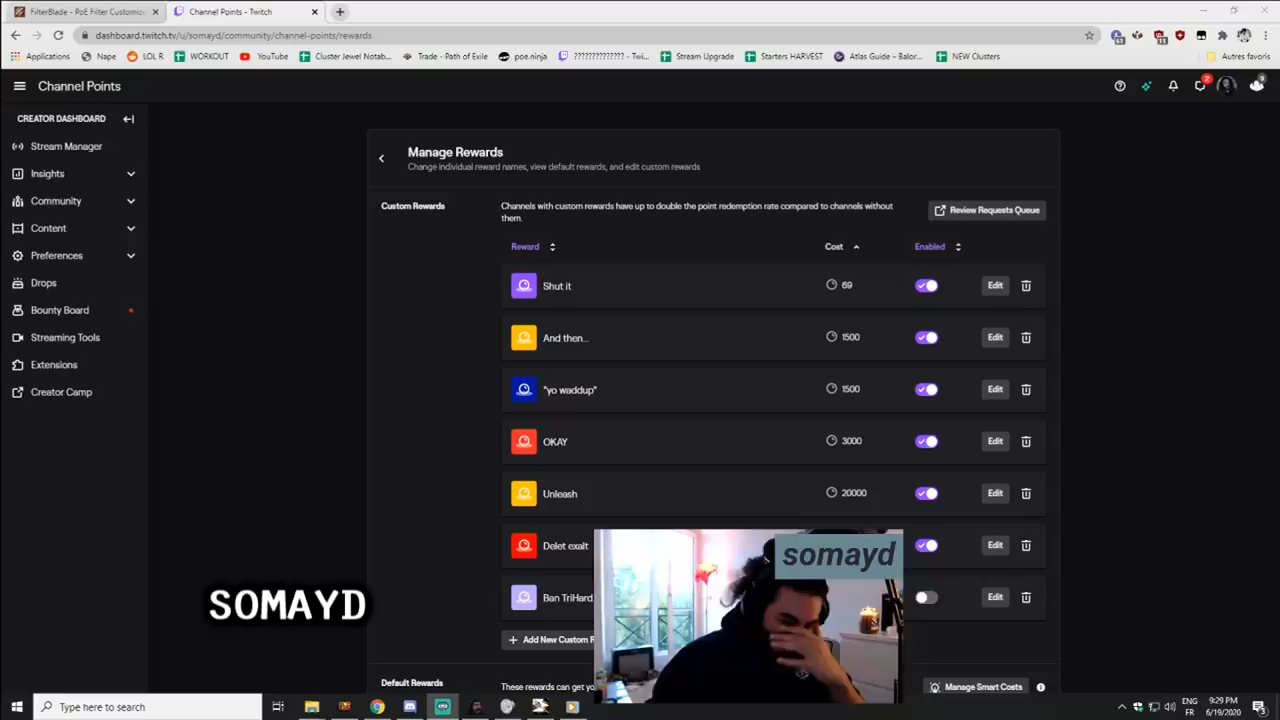 FilterBlade - PoE Filter Customiz
Channel Points - Twitch
dashboard.twitch.tv/u/somayd/community/channel-points/rewards
Applications
Nape
LOL R
WORKOUT
YouTube
Cluster Jewel Notab...
Trade - Path of Exile
poe.ninja
?????????????? - Twi...
Stream Upgrade
Starters HARVEST
Atlas Guide – Balor...
NEW Clusters
Autres favoris
Channel Points
2
CREATOR DASHBOARD
Stream Manager
Insights
Community
Content
Preferences
Drops
Bounty Board
Streaming Tools
Extensions
Creator Camp
Manage Rewards
Change individual reward names, view default rewards, and edit custom rewards
Custom Rewards
Channels with custom rewards have up to double the point redemption rate compared to channels without
them.
Review Requests Queue
Reward Cost Enabled
Shut it 69 Edit
And then... 1500 Edit
"yo waddup" 1500 Edit
OKAY 3000 Edit
Unleash 20000 Edit
Delet exalt Edit
Ban TriHard Edit
Add New Custom R
somayd
SOMAYD
Default Rewards
These rewards can get yo
Manage Smart Costs
Type here to search
ENG
FR
9:29 PM
6/19/2020